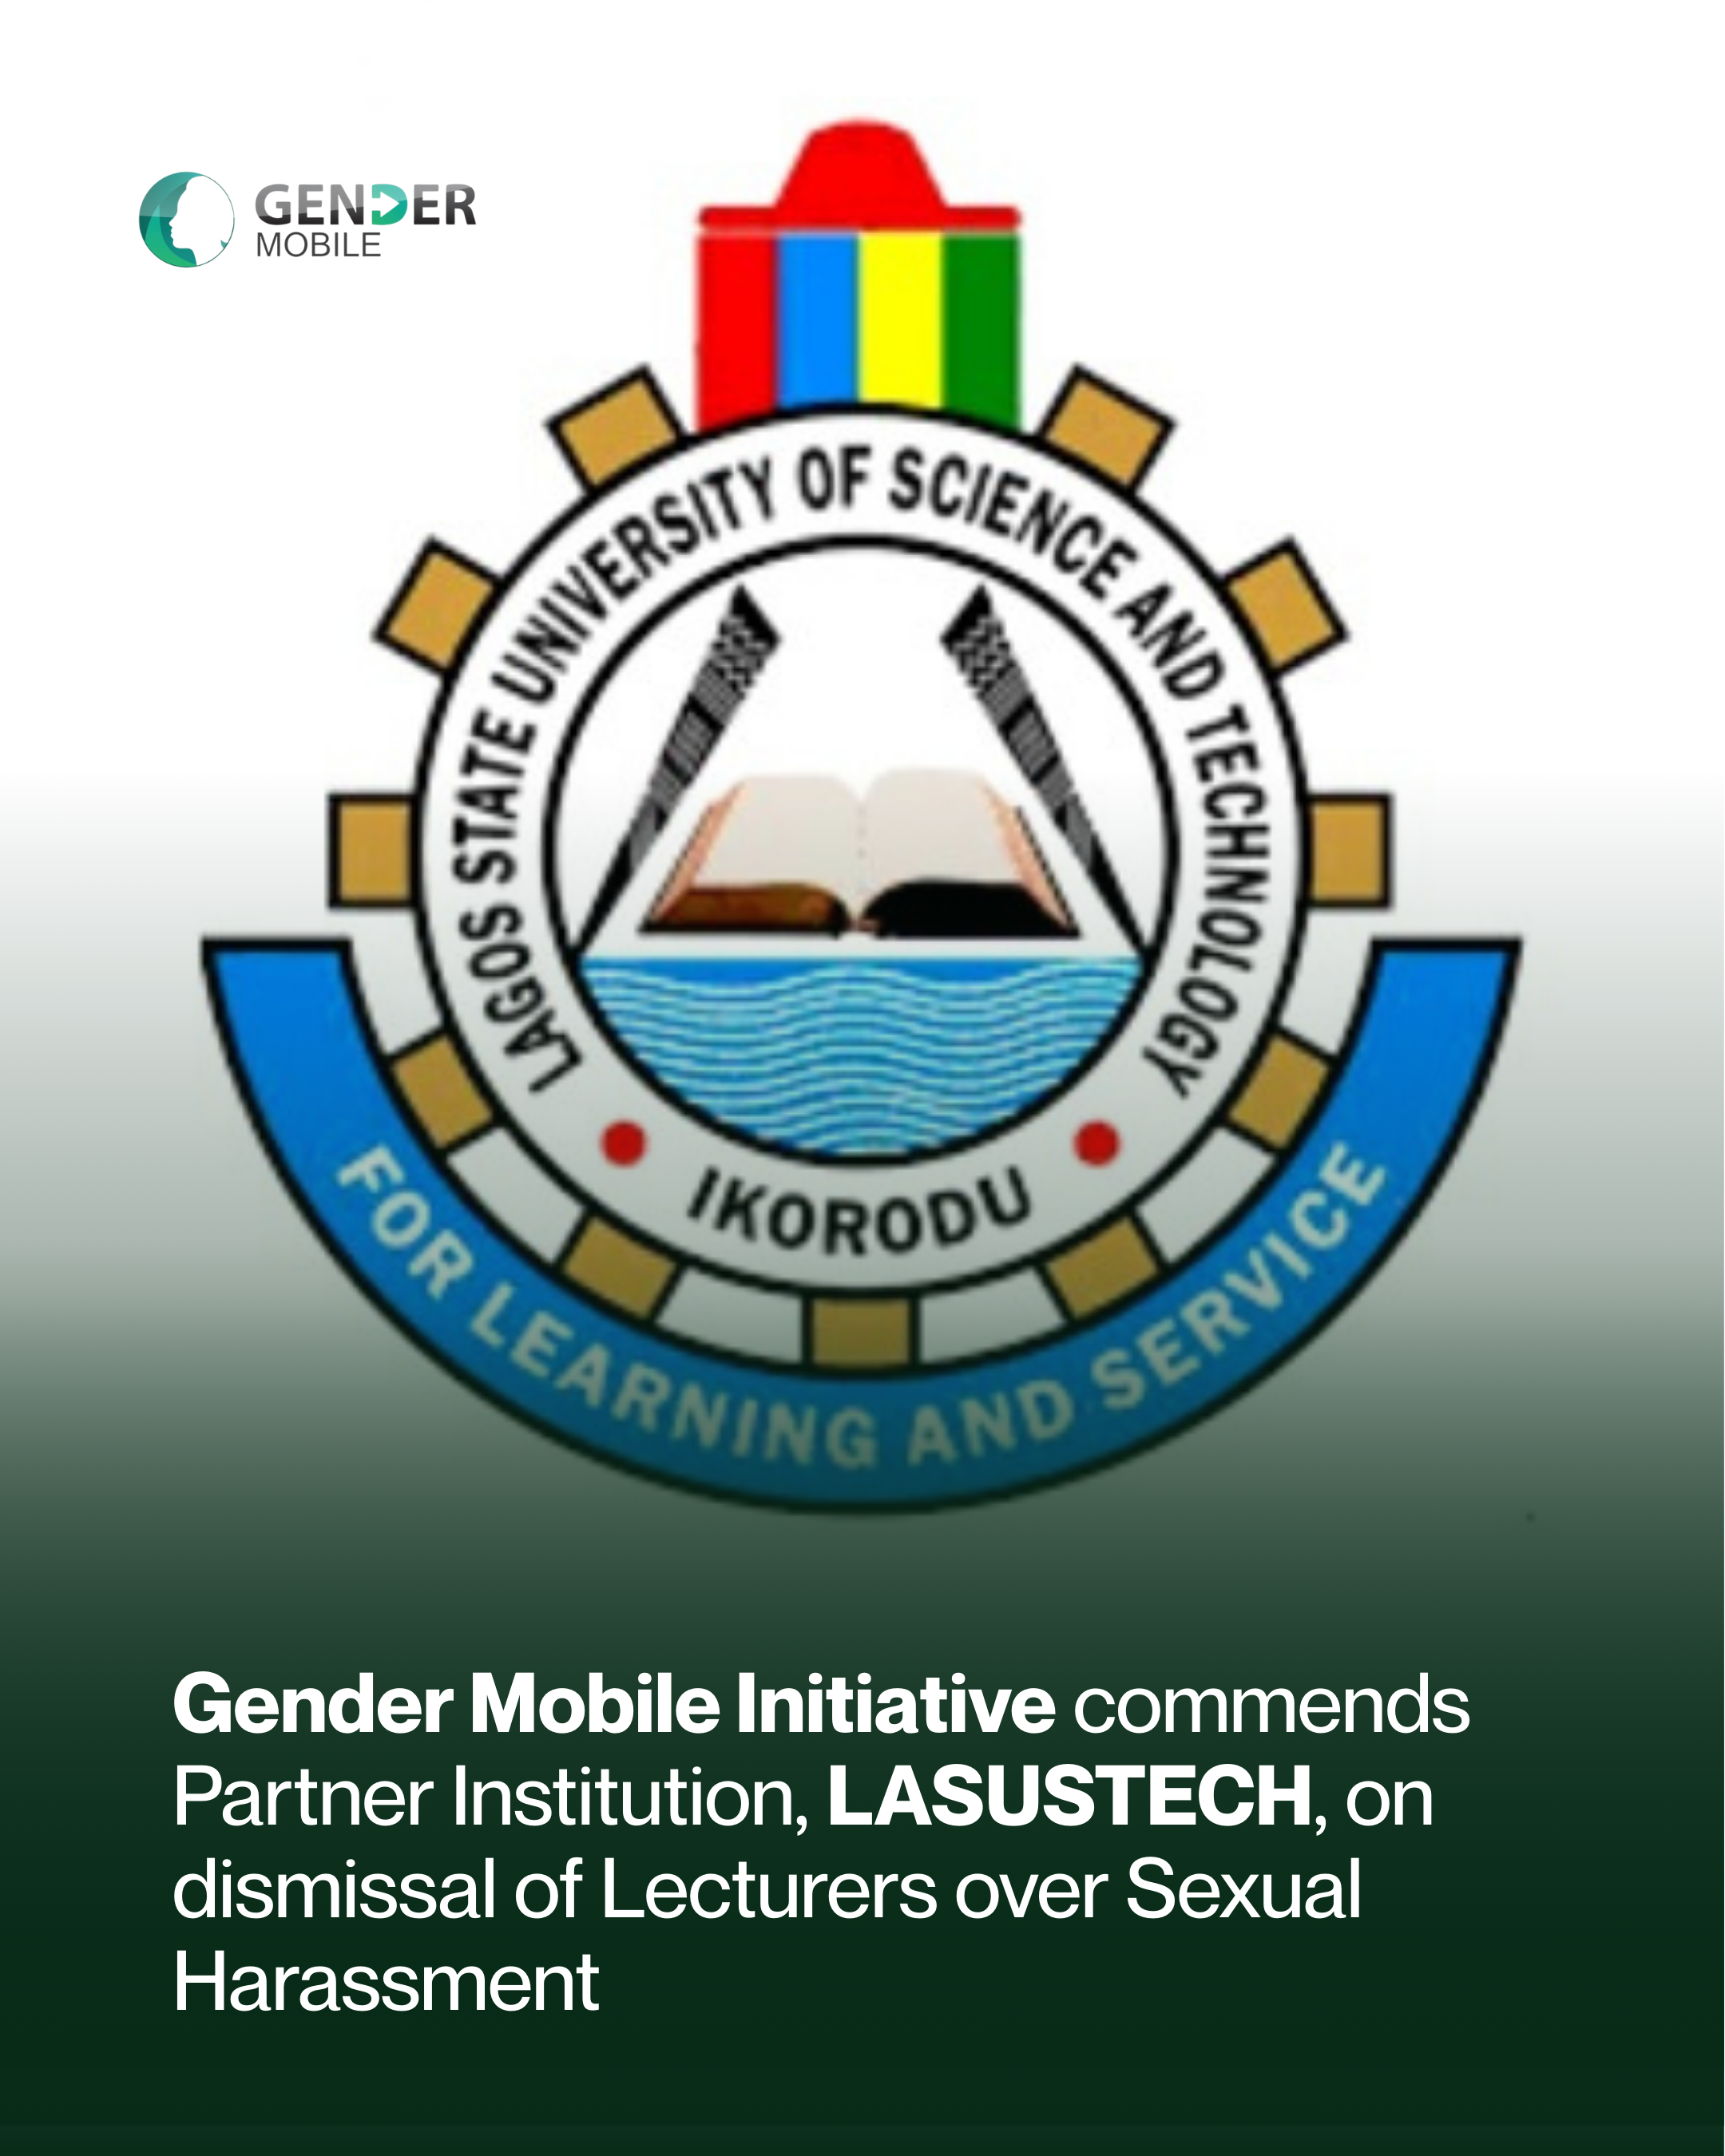 GENDER
MOBILE
LAGOS STATE UNIVERSITY OF SCIENCE AND TECHNOLOGY
IKORODU
FOR LEARNING AND SERVICE
Gender Mobile Initiative commends
Partner Institution, LASUSTECH, on
dismissal of Lecturers over Sexual
Harassment